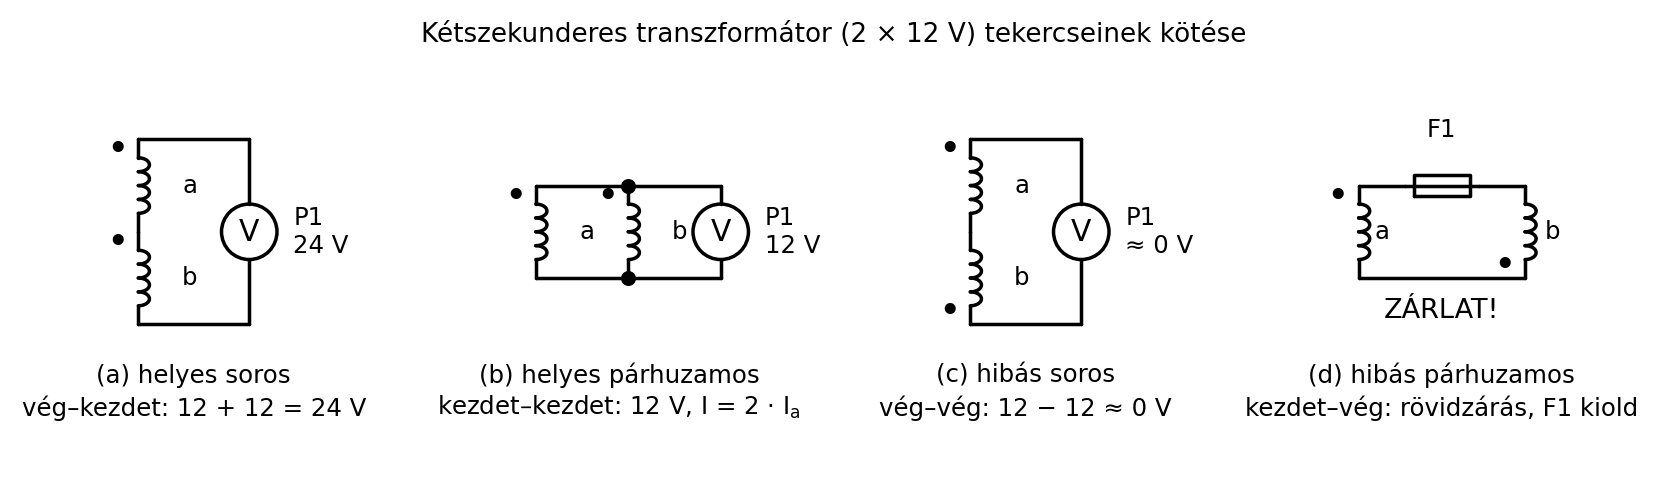 Kétszekunderes transzformátor (2 × 12 V) tekercseinek kötése
a
b
V
P1
24 V
(a) helyes soros
vég–kezdet: 12 + 12 = 24 V
a
b
V
P1
12 V
(b) helyes párhuzamos
kezdet–kezdet: 12 V, I = 2 · Iₐ
a
b
V
P1
≈ 0 V
(c) hibás soros
vég–vég: 12 − 12 ≈ 0 V
F1
a
b
ZÁRLAT!
(d) hibás párhuzamos
kezdet–vég: rövidzárás, F1 kiold